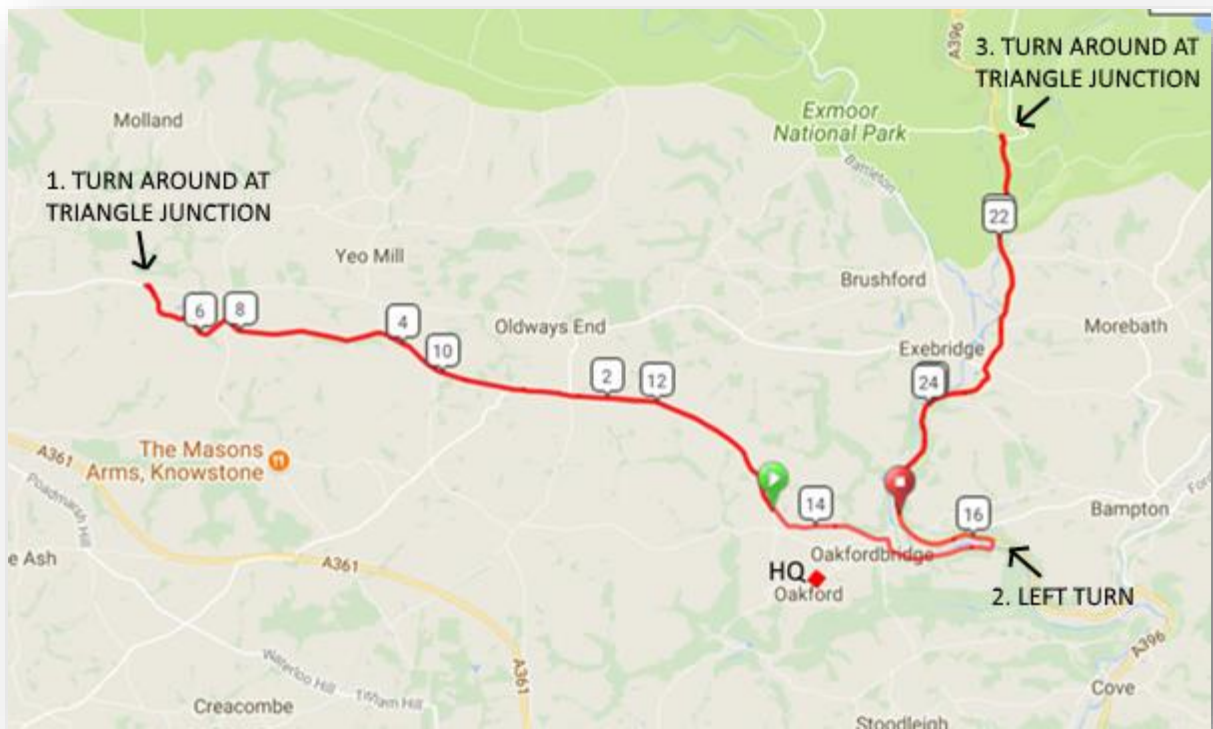 A396
3. TURN AROUND AT
TRIANGLE JUNCTION
Exmoor
National Park
Battleton
Molland
1. TURN AROUND AT
TRIANGLE JUNCTION
22
Yeo Mill
Brushford
6
8
4
Oldways End
Morebath
10
Exebridge
2
12
24
The Masons
Arms, Knowstone
A361
14
16
Bampton
e Ash
A361
Oakfordbridge
HQ
Oakford
2. LEFT TURN
A396
A361
Cove
Creacombe
Stoodleigh